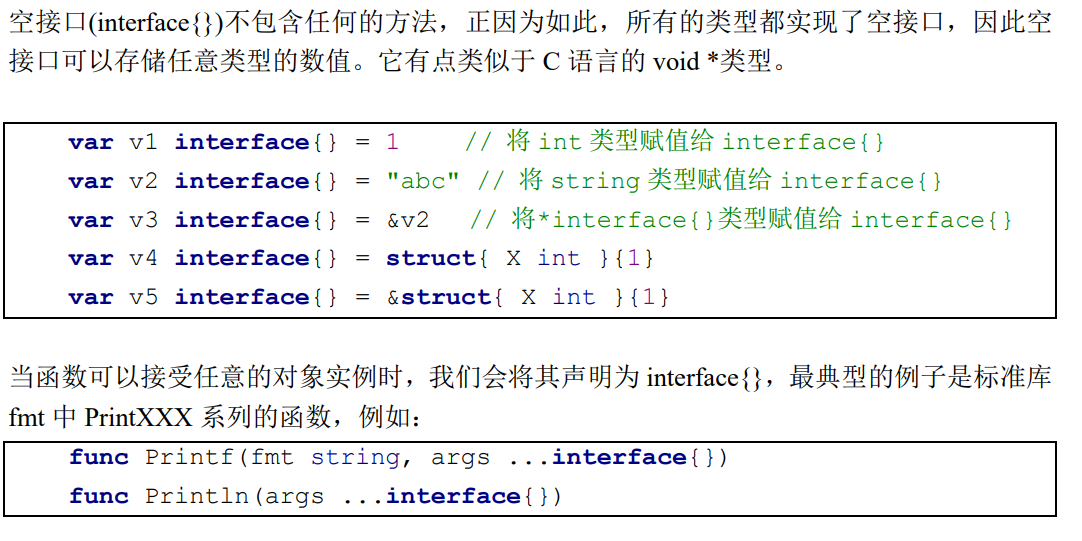 空接口(interface{})不包含任何的方法，正因为如此，所有的类型都实现了空接口，因此空
接口可以存储任意类型的数值。它有点类似于 C 语言的 void *类型。
var v1 interface{} = 1 // 将 int 类型赋值给 interface{}
var v2 interface{} = "abc" // 将 string 类型赋值给 interface{}
var v3 interface{} = &v2 // 将*interface{}类型赋值给 interface{}
var v4 interface{} = struct{ X int }{1}
var v5 interface{} = &struct{ X int }{1}
当函数可以接受任意的对象实例时，我们会将其声明为 interface{}，最典型的例子是标准库
fmt 中 PrintXXX 系列的函数，例如：
func Printf(fmt string, args ...interface{})
func Println(args ...interface{})